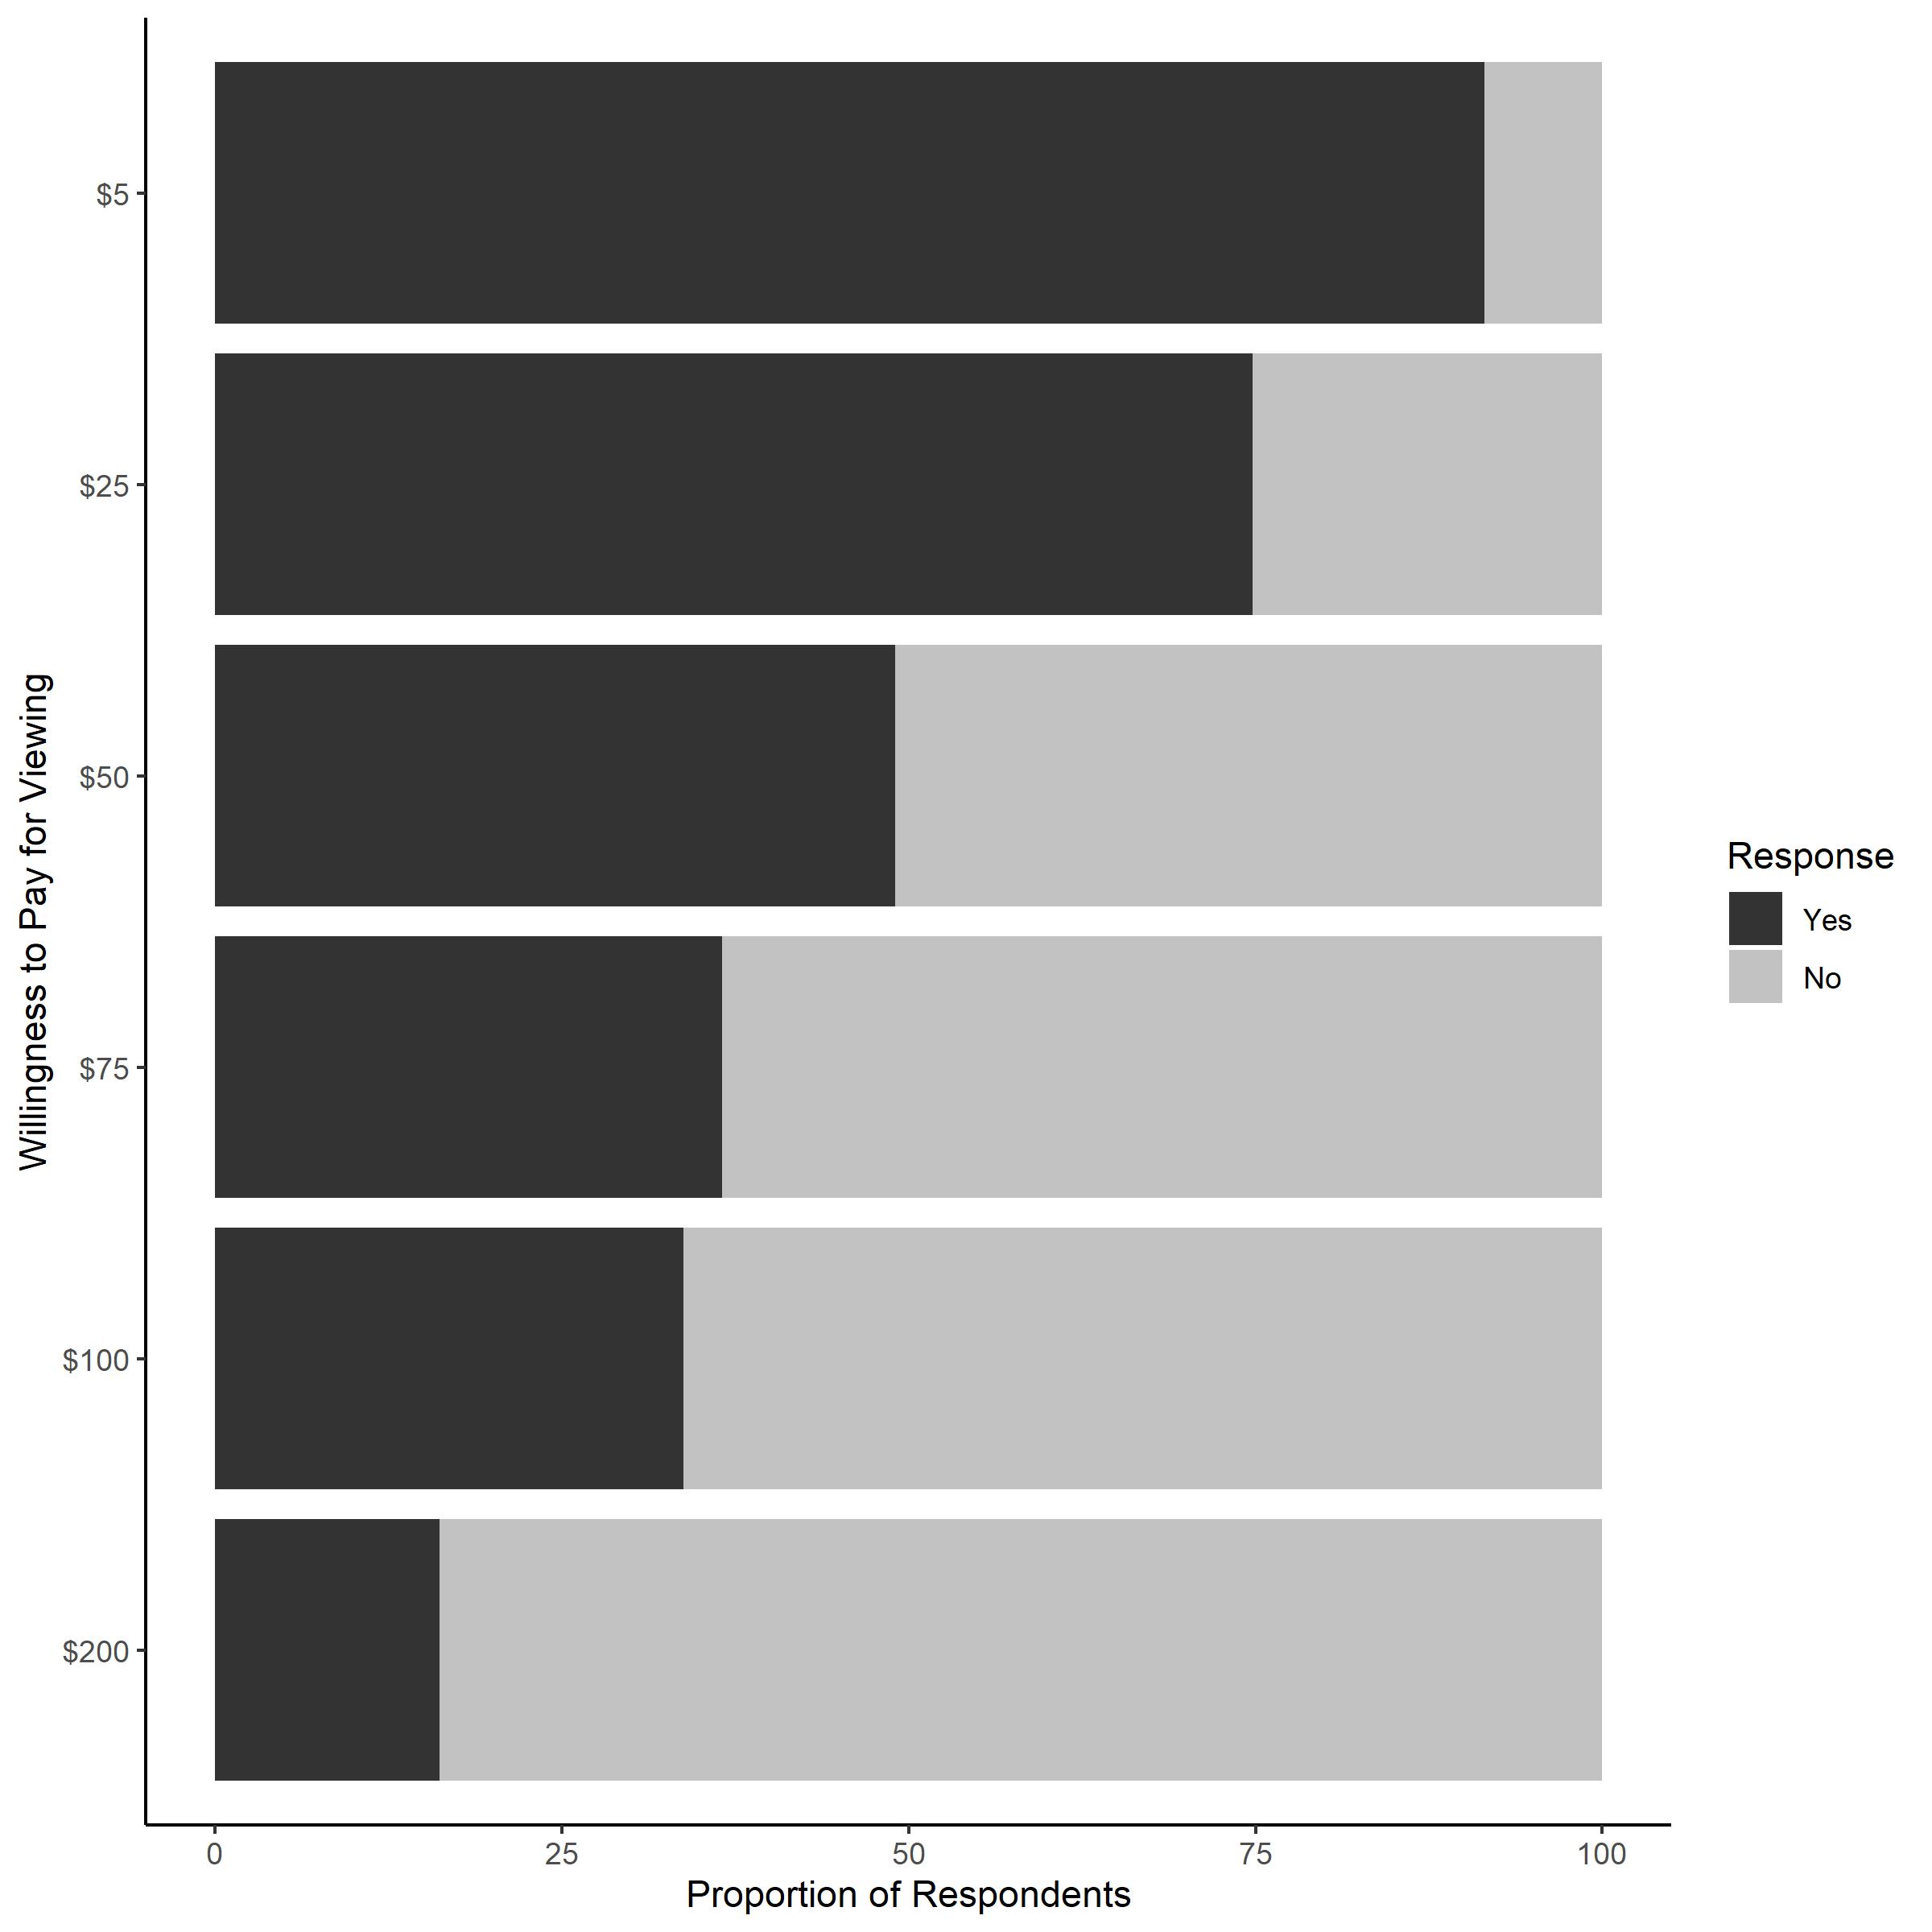 Willingness to Pay for Viewing
$5
$25
$50
$75
$100
$200
0 25 50 75 100
Proportion of Respondents
Response
Yes
No